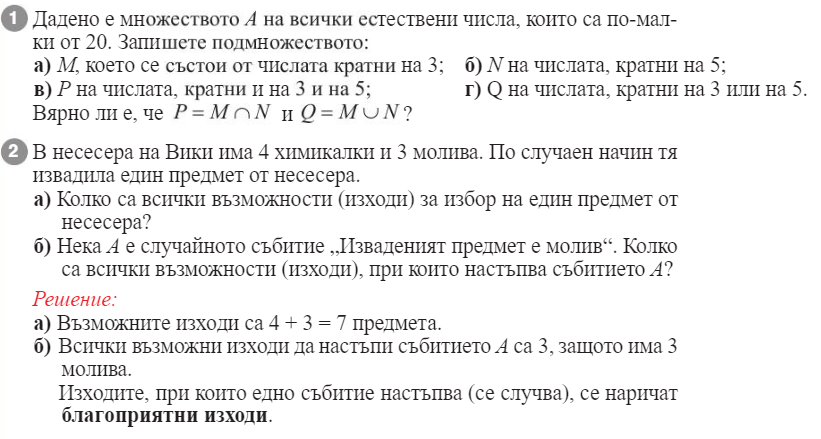 1 Дадено е множеството A на всички естествени числа, които са по-мал-
ки от 20. Запишете подмножеството:
а) M, което се състои от числата кратни на 3; б) N на числата, кратни на 5;
в) P на числата, кратни и на 3 и на 5; г) Q на числата, кратни на 3 или на 5.
Вярно ли е, че P = M ∩ N и Q = M ∪ N ?
2 В несесера на Вики има 4 химикалки и 3 молива. По случаен начин тя
извадила един предмет от несесера.
а) Колко са всички възможности (изходи) за избор на един предмет от
несесера?
б) Нека A е случайното събитие „Изваденият предмет е молив“. Колко
са всички възможности (изходи), при които настъпва събитието A?
Решение:
а) Възможните изходи са 4 + 3 = 7 предмета.
б) Всички възможни изходи да настъпи събитието A са 3, защото има 3
молива.
Изходите, при които едно събитие настъпва (се случва), се наричат
благоприятни изходи.